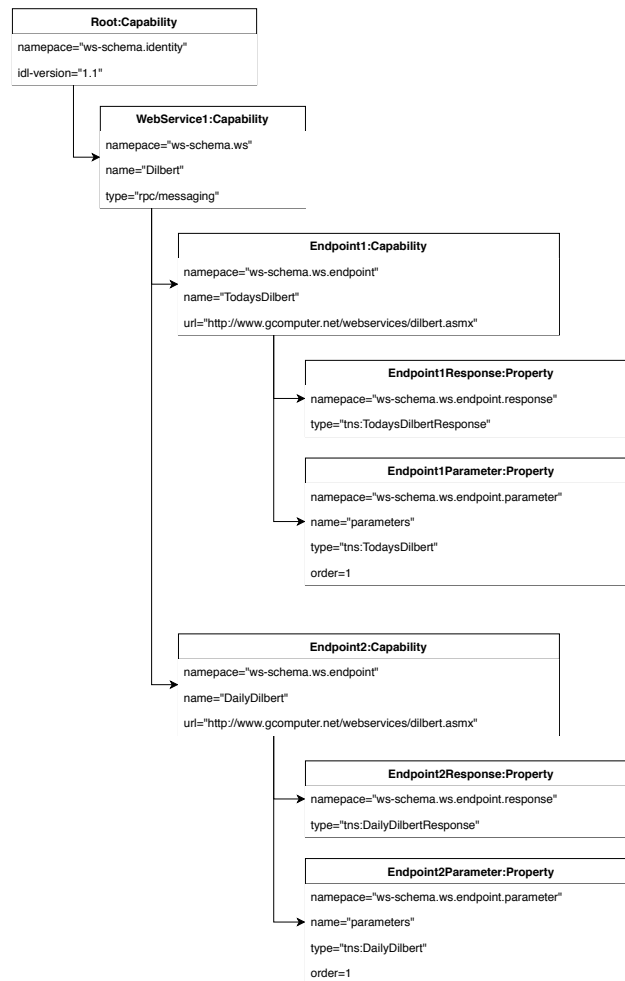 Root:Capability
namepace="ws-schema.identity"
idl-version="1.1"
WebService1:Capability
namepace="ws-schema.ws"
name="Dilbert"
type="rpc/messaging"
Endpoint1:Capability
namepace="ws-schema.ws.endpoint"
name="TodaysDilbert"
url="http://www.gcomputer.net/webservices/dilbert.asmx"
Endpoint1Response:Property
namepace="ws-schema.ws.endpoint.response"
type="tns:TodaysDilbertResponse"
Endpoint1Parameter:Property
namepace="ws-schema.ws.endpoint.parameter"
name="parameters"
type="tns:TodaysDilbert"
order=1
Endpoint2:Capability
namepace="ws-schema.ws.endpoint"
name="DailyDilbert"
url="http://www.gcomputer.net/webservices/dilbert.asmx"
Endpoint2Response:Property
namepace="ws-schema.ws.endpoint.response"
type="tns:DailyDilbertResponse"
Endpoint2Parameter:Property
namepace="ws-schema.ws.endpoint.parameter"
name="parameters"
type="tns:DailyDilbert"
order=1